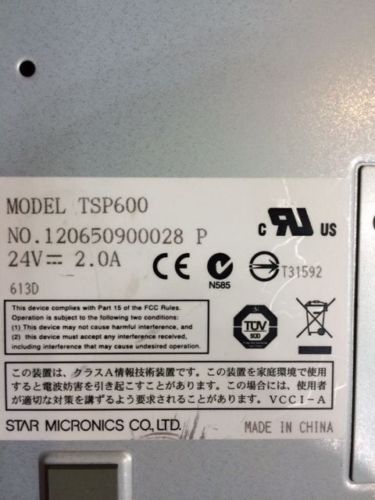 MODEL TSP600
NO.120650900028 P
24V⎓ 2.0A
613D
c RU US
CE
N585
T31592
TÜV
This device complies with Part 15 of the FCC Rules.
Operation is subject to the following two conditions:
(1) This device may not cause harmful interference, and
(2) this device must accept any interference received,
including interference that may cause undesired operation.
この装置は、クラスA情報技術装置です。この装置を家庭環境で使用
すると電波妨害を引き起こすことがあります。この場合には、使用者
が適切な対策を講ずるよう要求されることがあります。VCCI-A
STAR MICRONICS CO., LTD.
MADE IN CHINA